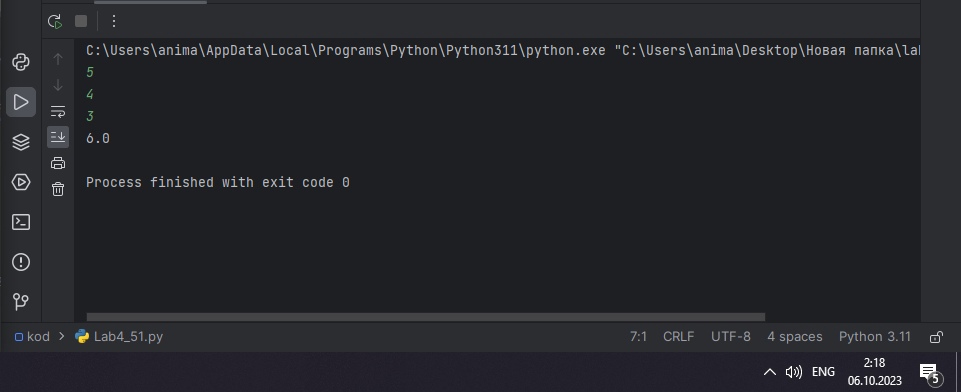 C:\Users\anima\AppData\Local\Programs\Python\Python311\python.exe "C:\Users\anima\Desktop\Новая папка\la
5
4
3
6.0
Process finished with exit code 0
kod > Lab4_51.py 7:1 CRLF UTF-8 4 spaces Python 3.11
ENG 2:18
06.10.2023 5